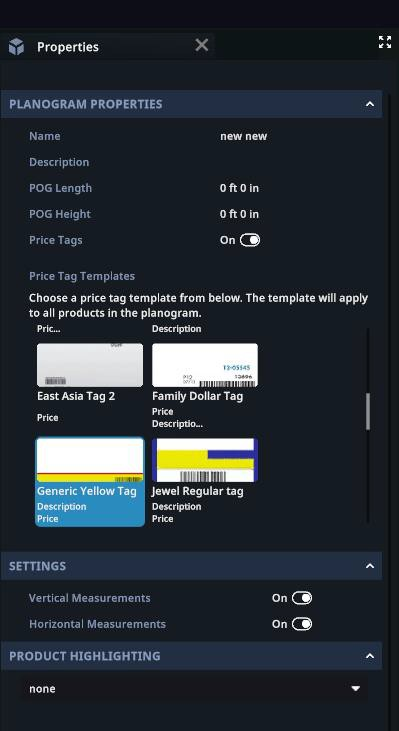 Properties
PLANOGRAM PROPERTIES
Name new new
Description
POG Length 0 ft 0 in
POG Height 0 ft 0 in
Price Tags On
Price Tag Templates
Choose a price tag template from below. The template will apply
to all products in the planogram.
Pric... Description
T2-05545
East Asia Tag 2 Family Dollar Tag
Price Price
Descriptio...
Generic Yellow Tag Jewel Regular tag
Description Description
Price Price
SETTINGS
Vertical Measurements On
Horizontal Measurements On
PRODUCT HIGHLIGHTING
none